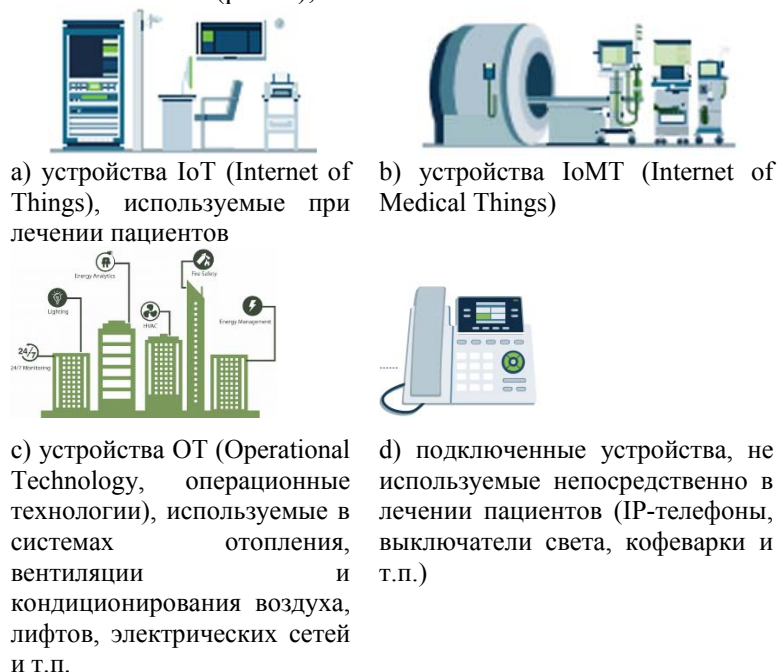 а) устройства IoT (Internet of
Things), используемые при
лечении пациентов
b) устройства IoMT (Internet of
Medical Things)
Energy Analytics
Fire Safety
Lighting
HVAC
Energy Management
24/7
24/7 Monitoring
с) устройства OT (Operational
Technology, операционные
технологии), используемые в
системах отопления,
вентиляции и
кондиционирования воздуха,
лифтов, электрических сетей
и т.п.
d) подключенные устройства, не
используемые непосредственно в
лечении пациентов (IP-телефоны,
выключатели света, кофеварки и
т.п.)